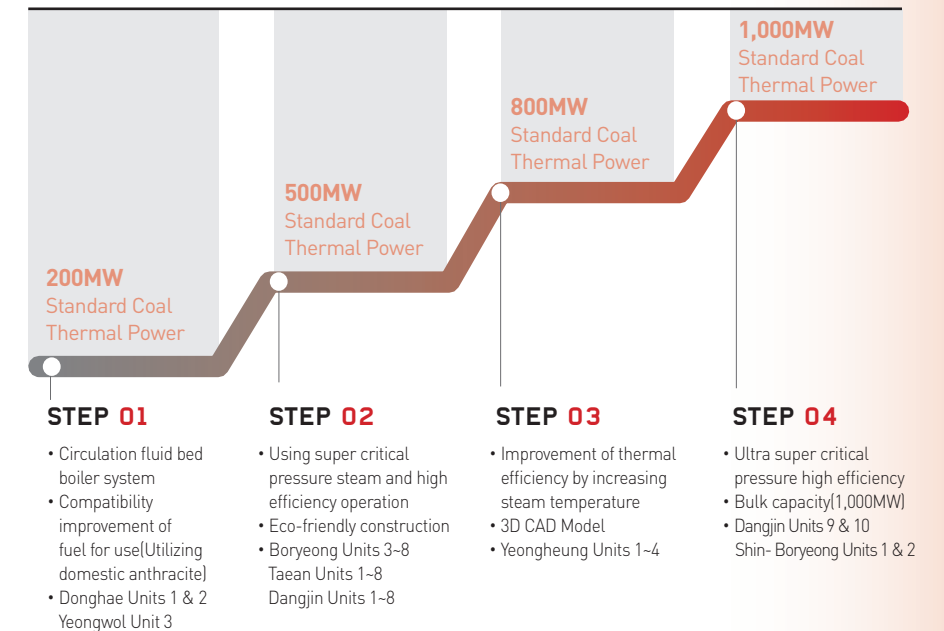 200MW
Standard Coal
Thermal Power
500MW
Standard Coal
Thermal Power
800MW
Standard Coal
Thermal Power
1,000MW
Standard Coal
Thermal Power
STEP 01
• Circulation fluid bed
boiler system
• Compatibility
improvement of
fuel for use(Utilizing
domestic anthracite)
• Donghae Units 1 & 2
Yeongwol Unit 3
STEP 02
• Using super critical
pressure steam and high
efficiency operation
• Eco-friendly construction
• Boryeong Units 3~8
Taean Units 1~8
Dangjin Units 1~8
STEP 03
• Improvement of thermal
efficiency by increasing
steam temperature
• 3D CAD Model
• Yeongheung Units 1~4
STEP 04
• Ultra super critical
pressure high efficiency
• Bulk capacity(1,000MW)
• Dangjin Units 9 & 10
Shin- Boryeong Units 1 & 2